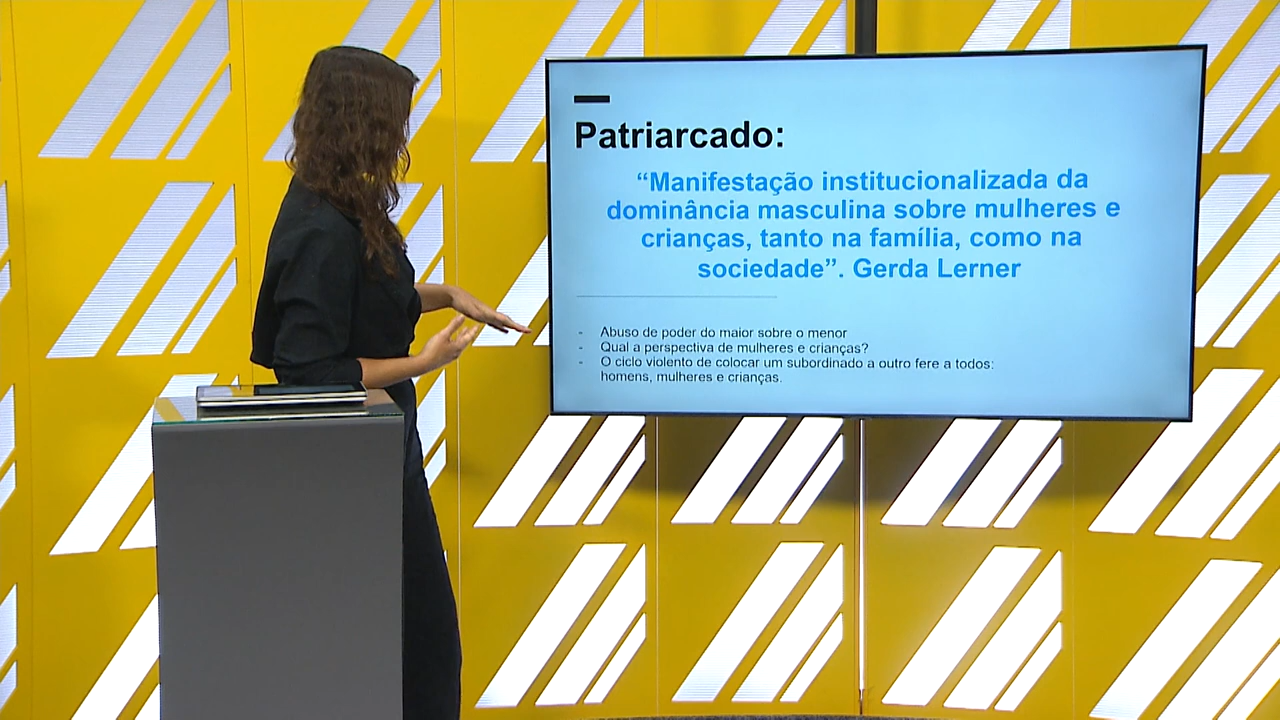 Patriarcado:
“Manifestação institucionalizada da
dominância masculina sobre mulheres e
crianças, tanto na família, como na
sociedade”. Gerda Lerner
- Abuso de poder do maior sobre o menor
- Qual a perspectiva de mulheres e crianças?
- O ciclo violento de colocar um subordinado a outro fere a todos:
homens, mulheres e crianças.